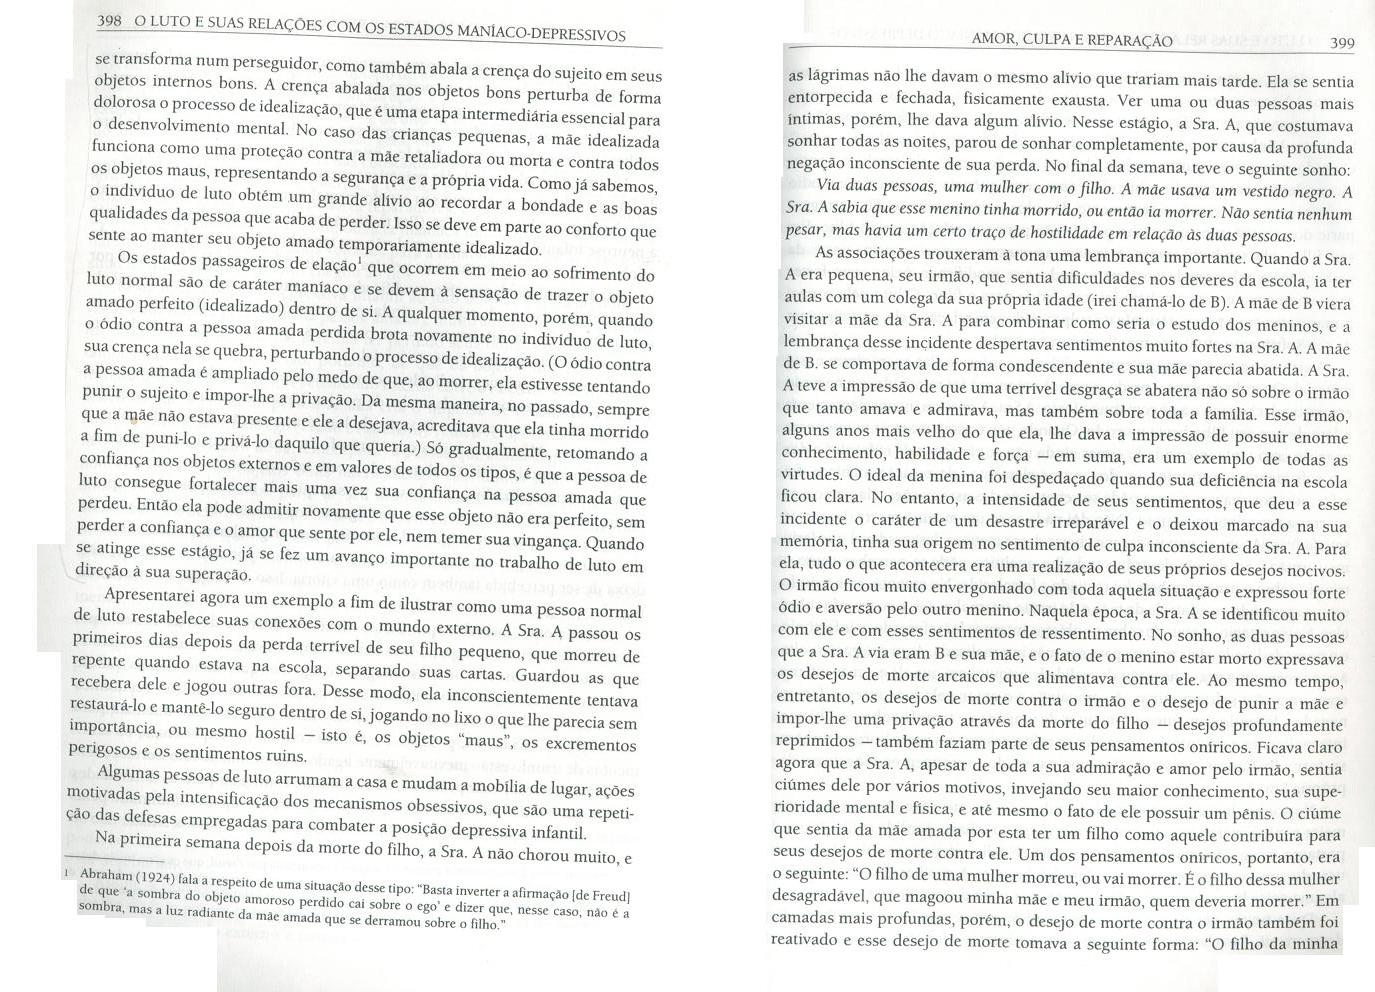 398 O LUTO E SUAS RELAÇÕES COM OS ESTADOS MANÍACO-DEPRESSIVOS
se transforma num perseguidor, como também abala a crença do sujeito em seus
objetos internos bons. A crença abalada nos objetos bons perturba de forma
dolorosa o processo de idealização, que é uma etapa intermediária essencial para
o desenvolvimento mental. No caso das crianças pequenas, a mãe idealizada
funciona como uma proteção contra a mãe retaliadora ou morta e contra todos
os objetos maus, representando a segurança e a própria vida. Como já sabemos,
o indivíduo de luto obtém um grande alívio ao recordar a bondade e as boas
qualidades da pessoa que acaba de perder. Isso se deve em parte ao conforto que
sente ao manter seu objeto amado temporariamente idealizado.
Os estados passageiros de elação¹ que ocorrem em meio ao sofrimento do
luto normal são de caráter maníaco e se devem à sensação de trazer o objeto
amado perfeito (idealizado) dentro de si. A qualquer momento, porém, quando
o ódio contra a pessoa amada perdida brota novamente no indivíduo de luto,
sua crença nela se quebra, perturbando o processo de idealização. (O ódio contra
a pessoa amada é ampliado pelo medo de que, ao morrer, ela estivesse tentando
punir o sujeito e impor-lhe a privação. Da mesma maneira, no passado, sempre
que a mãe não estava presente e ele a desejava, acreditava que ela tinha morrido
a fim de puni-lo e privá-lo daquilo que queria.) Só gradualmente, retomando a
confiança nos objetos externos e em valores de todos os tipos, é que a pessoa de
luto consegue fortalecer mais uma vez sua confiança na pessoa amada que
perdeu. Então ela pode admitir novamente que esse objeto não era perfeito, sem
perder a confiança e o amor que sente por ele, nem temer sua vingança. Quando
se atinge esse estágio, já se fez um avanço importante no trabalho de luto em
direção à sua superação.
Apresentarei agora um exemplo a fim de ilustrar como uma pessoa normal
de luto restabelece suas conexões com o mundo externo. A Sra. A passou os
primeiros dias depois da perda terrível de seu filho pequeno, que morreu de
repente quando estava na escola, separando suas cartas. Guardou as que
recebera dele e jogou outras fora. Desse modo, ela inconscientemente tentava
restaurá-lo e mantê-lo seguro dentro de si, jogando no lixo o que lhe parecia sem
importância, ou mesmo hostil – isto é, os objetos “maus”, os excrementos
perigosos e os sentimentos ruins.
Algumas pessoas de luto arrumam a casa e mudam a mobília de lugar, ações
motivadas pela intensificação dos mecanismos obsessivos, que são uma repeti-
ção das defesas empregadas para combater a posição depressiva infantil.
Na primeira semana depois da morte do filho, a Sra. A não chorou muito, e
1 Abraham (1924) fala a respeito de uma situação desse tipo: “Basta inverter a afirmação [de Freud]
de que ‘a sombra do objeto amoroso perdido cai sobre o ego’ e dizer que, nesse caso, não é a
sombra, mas a luz radiante da mãe amada que se derramou sobre o filho.”
AMOR, CULPA E REPARAÇÃO 399
as lágrimas não lhe davam o mesmo alívio que trariam mais tarde. Ela se sentia
entorpecida e fechada, fisicamente exausta. Ver uma ou duas pessoas mais
íntimas, porém, lhe dava algum alívio. Nesse estágio, a Sra. A, que costumava
sonhar todas as noites, parou de sonhar completamente, por causa da profunda
negação inconsciente de sua perda. No final da semana, teve o seguinte sonho:
Via duas pessoas, uma mulher com o filho. A mãe usava um vestido negro. A
Sra. A sabia que esse menino tinha morrido, ou então ia morrer. Não sentia nenhum
pesar, mas havia um certo traço de hostilidade em relação às duas pessoas.
As associações trouxeram à tona uma lembrança importante. Quando a Sra.
A era pequena, seu irmão, que sentia dificuldades nos deveres da escola, ia ter
aulas com um colega da sua própria idade (irei chamá-lo de B). A mãe de B viera
visitar a mãe da Sra. A para combinar como seria o estudo dos meninos, e a
lembrança desse incidente despertava sentimentos muito fortes na Sra. A. A mãe
de B. se comportava de forma condescendente e sua mãe parecia abatida. A Sra.
A teve a impressão de que uma terrível desgraça se abatera não só sobre o irmão
que tanto amava e admirava, mas também sobre toda a família. Esse irmão,
alguns anos mais velho do que ela, lhe dava a impressão de possuir enorme
conhecimento, habilidade e força – em suma, era um exemplo de todas as
virtudes. O ideal da menina foi despedaçado quando sua deficiência na escola
ficou clara. No entanto, a intensidade de seus sentimentos, que deu a esse
incidente o caráter de um desastre irreparável e o deixou marcado na sua
memória, tinha sua origem no sentimento de culpa inconsciente da Sra. A. Para
ela, tudo o que acontecera era uma realização de seus próprios desejos nocivos.
O irmão ficou muito envergonhado com toda aquela situação e expressou forte
ódio e aversão pelo outro menino. Naquela época, a Sra. A se identificou muito
com ele e com esses sentimentos de ressentimento. No sonho, as duas pessoas
que a Sra. A via eram B e sua mãe, e o fato de o menino estar morto expressava
os desejos de morte arcaicos que alimentava contra ele. Ao mesmo tempo,
entretanto, os desejos de morte contra o irmão e o desejo de punir a mãe e
impor-lhe uma privação através da morte do filho – desejos profundamente
reprimidos – também faziam parte de seus pensamentos oníricos. Ficava claro
agora que a Sra. A, apesar de toda a sua admiração e amor pelo irmão, sentia
ciúmes dele por vários motivos, invejando seu maior conhecimento, sua supe-
rioridade mental e física, e até mesmo o fato de ele possuir um pênis. O ciúme
que sentia da mãe amada por esta ter um filho como aquele contribuíra para
seus desejos de morte contra ele. Um dos pensamentos oníricos, portanto, era
o seguinte: “O filho de uma mulher morreu, ou vai morrer. É o filho dessa mulher
desagradável, que magoou minha mãe e meu irmão, quem deveria morrer.” Em
camadas mais profundas, porém, o desejo de morte contra o irmão também foi
reativado e esse desejo de morte tomava a seguinte forma: “O filho da minha